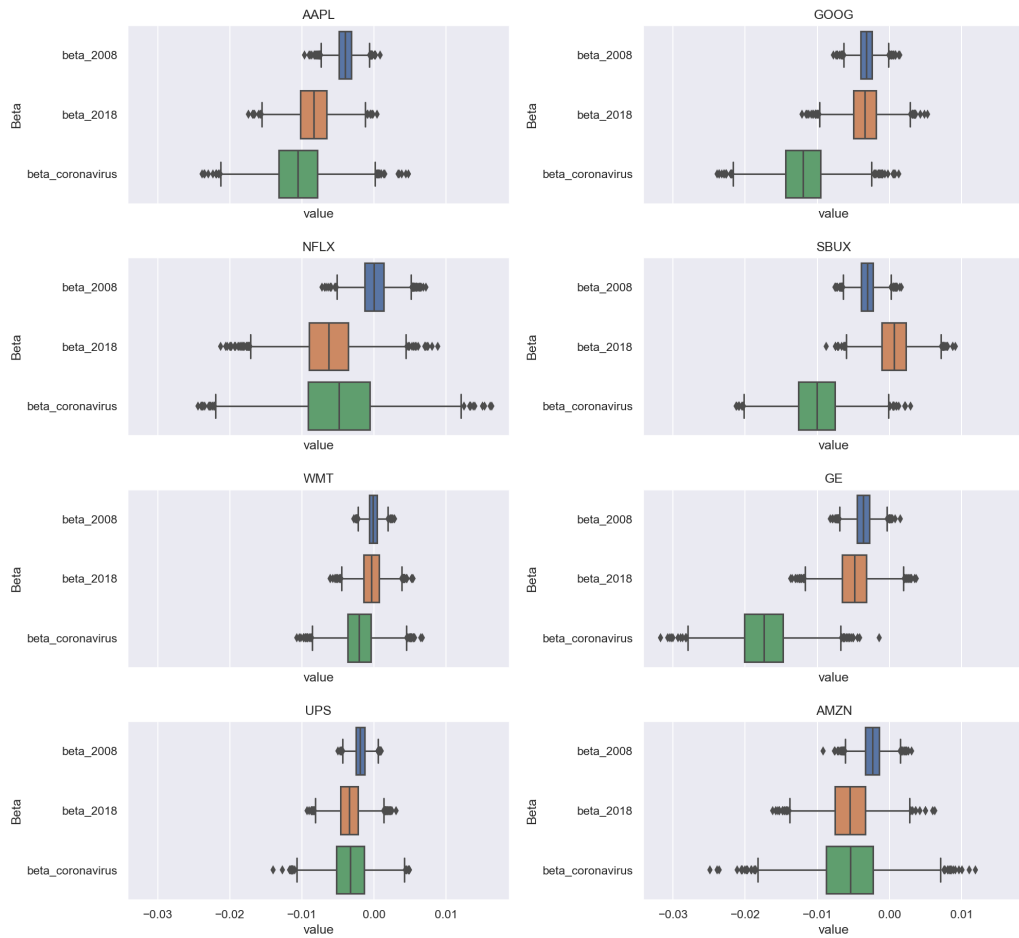 AAPL
beta_2008
beta_2018
beta_coronavirus
Beta
value
GOOG
beta_2008
beta_2018
beta_coronavirus
Beta
value
NFLX
beta_2008
beta_2018
beta_coronavirus
Beta
value
SBUX
beta_2008
beta_2018
beta_coronavirus
Beta
value
WMT
beta_2008
beta_2018
beta_coronavirus
Beta
value
GE
beta_2008
beta_2018
beta_coronavirus
Beta
value
UPS
beta_2008
beta_2018
beta_coronavirus
Beta
−0.03 −0.02 −0.01 0.00 0.01
value
AMZN
beta_2008
beta_2018
beta_coronavirus
Beta
−0.03 −0.02 −0.01 0.00 0.01
value